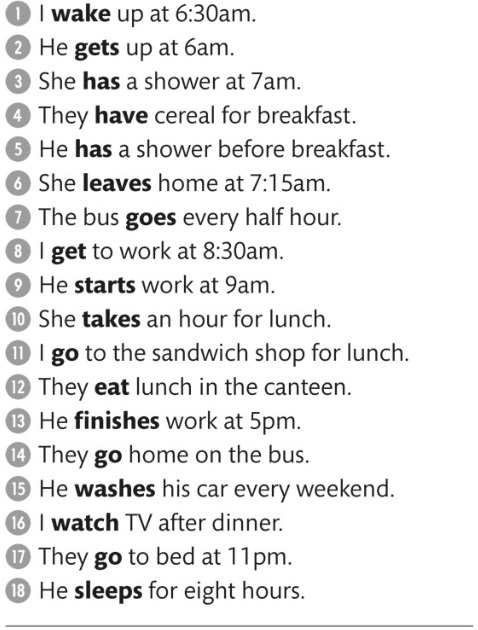 1 I wake up at 6:30am.
2 He gets up at 6am.
3 She has a shower at 7am.
4 They have cereal for breakfast.
5 He has a shower before breakfast.
6 She leaves home at 7:15am.
7 The bus goes every half hour.
8 I get to work at 8:30am.
9 He starts work at 9am.
10 She takes an hour for lunch.
11 I go to the sandwich shop for lunch.
12 They eat lunch in the canteen.
13 He finishes work at 5pm.
14 They go home on the bus.
15 He washes his car every weekend.
16 I watch TV after dinner.
17 They go to bed at 11pm.
18 He sleeps for eight hours.